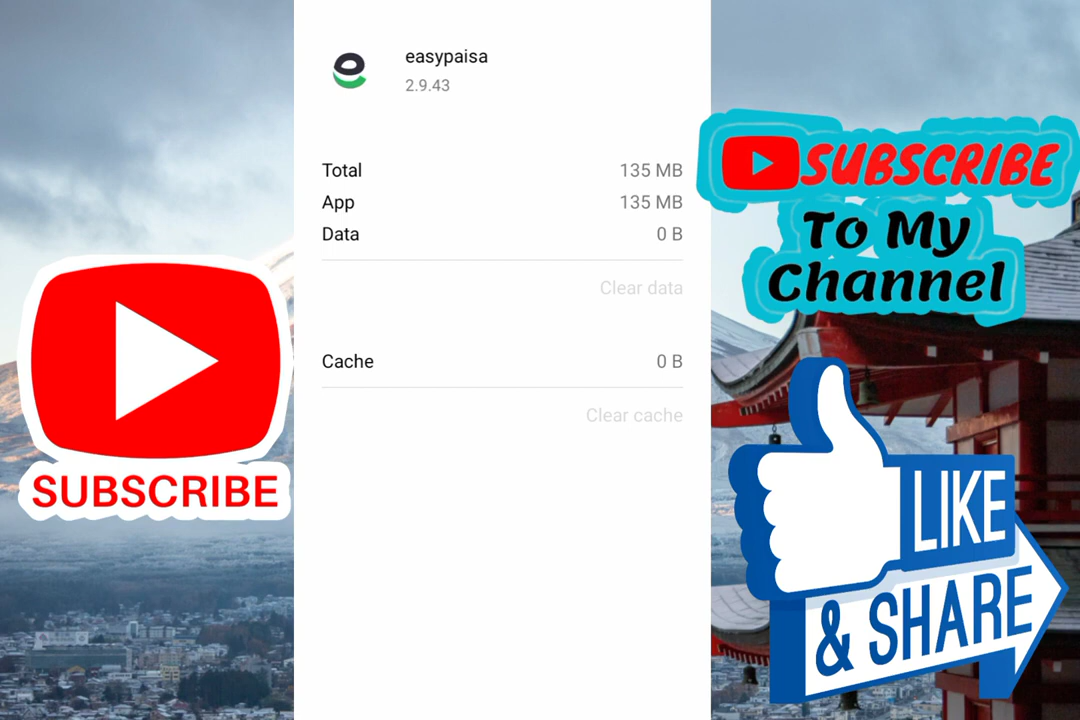 easypaisa
2.9.43
Total 135 MB
App 135 MB
Data 0 B
Clear data
Cache 0 B
Clear cache
SUBSCRIBE
SUBSCRIBE
To My
Channel
LIKE
& SHARE